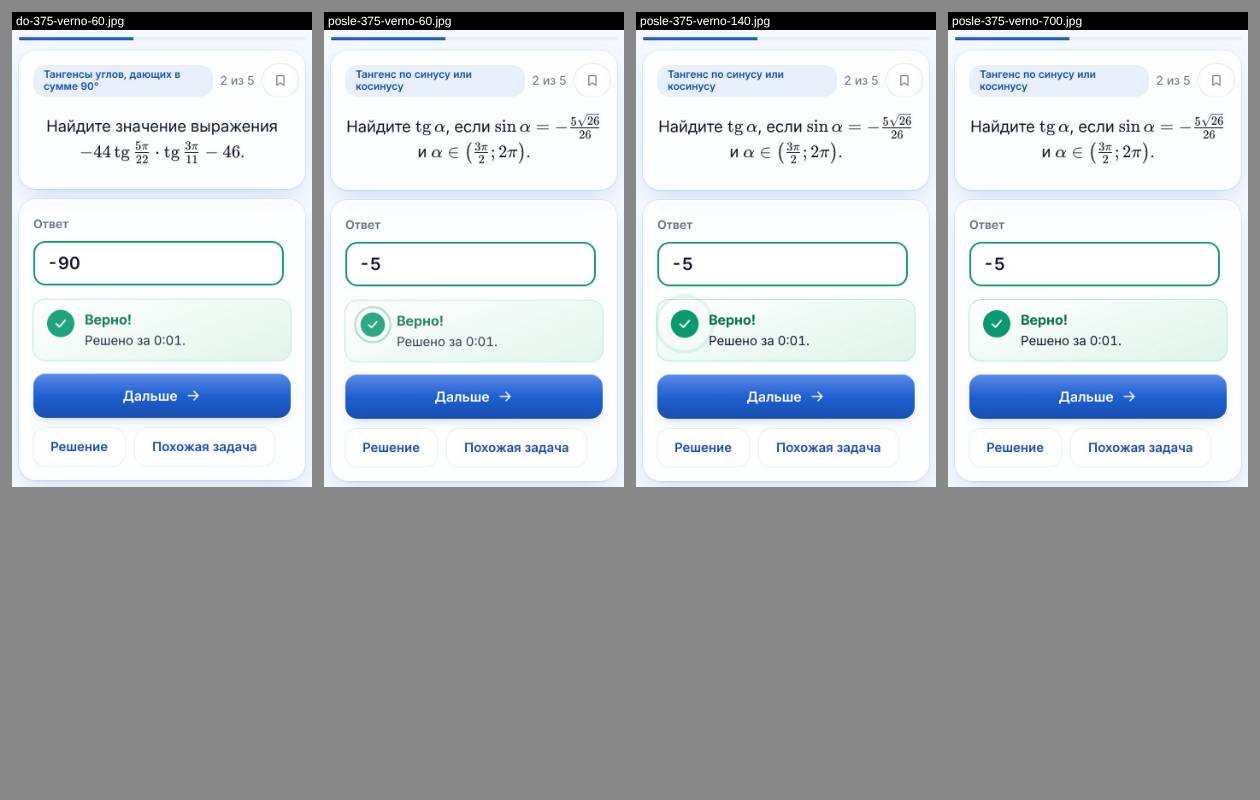 do-375-verno-60.jpg
Тангенсы углов, дающих в
сумме 90°
2 из 5
Найдите значение выражения
−44 tg 5π/22 · tg 3π/11 − 46.
Ответ
-90
Верно!
Решено за 0:01.
Дальше →
Решение
Похожая задача
posle-375-verno-60.jpg
Тангенс по синусу или
косинусу
2 из 5
Найдите tg α, если sin α = −5√26/26
и α ∈ (3π/2; 2π).
Ответ
-5
Верно!
Решено за 0:01.
Дальше →
Решение
Похожая задача
posle-375-verno-140.jpg
Тангенс по синусу или
косинусу
2 из 5
Найдите tg α, если sin α = −5√26/26
и α ∈ (3π/2; 2π).
Ответ
-5
Верно!
Решено за 0:01.
Дальше →
Решение
Похожая задача
posle-375-verno-700.jpg
Тангенс по синусу или
косинусу
2 из 5
Найдите tg α, если sin α = −5√26/26
и α ∈ (3π/2; 2π).
Ответ
-5
Верно!
Решено за 0:01.
Дальше →
Решение
Похожая задача